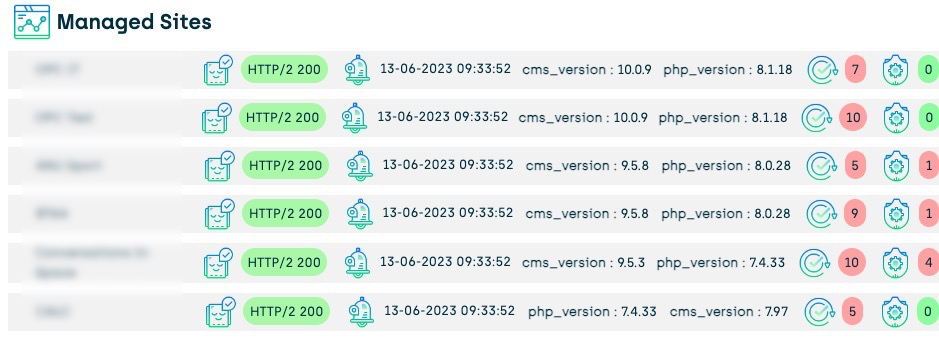 Managed Sites
HTTP/2 200 13-06-2023 09:33:52 cms_version : 10.0.9 php_version : 8.1.18 7 0
HTTP/2 200 13-06-2023 09:33:52 cms_version : 10.0.9 php_version : 8.1.18 10 0
HTTP/2 200 13-06-2023 09:33:52 cms_version : 9.5.8 php_version : 8.0.28 5 1
HTTP/2 200 13-06-2023 09:33:52 cms_version : 9.5.8 php_version : 8.0.28 9 1
HTTP/2 200 13-06-2023 09:33:52 cms_version : 9.5.3 php_version : 7.4.33 10 4
HTTP/2 200 13-06-2023 09:33:52 php_version : 7.4.33 cms_version : 7.97 5 0